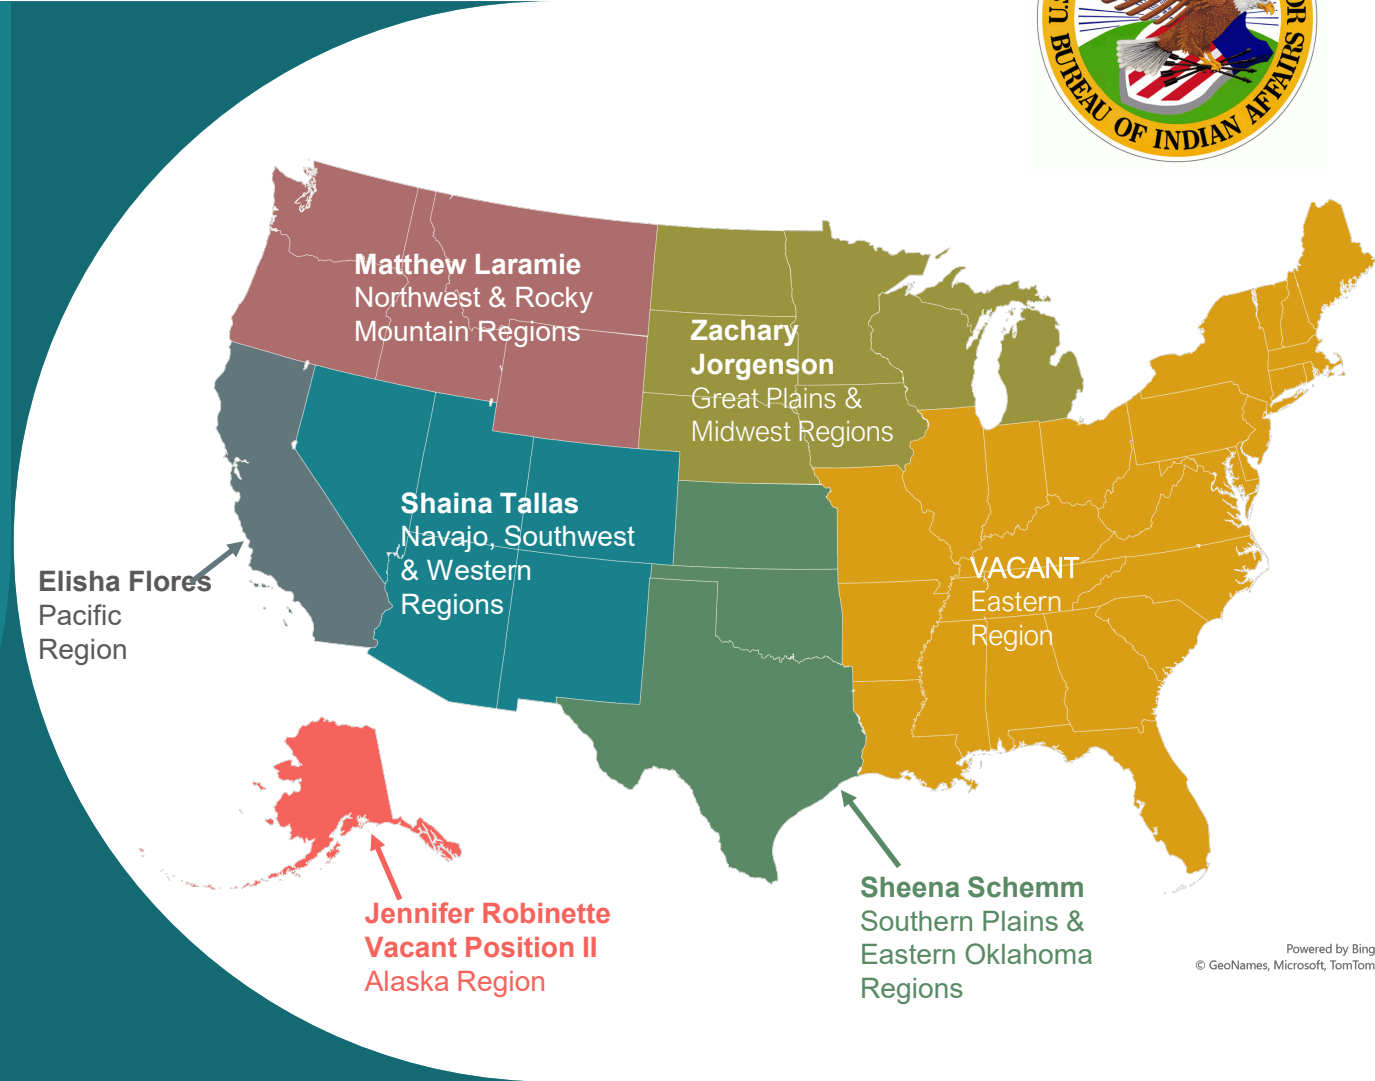 U.S. BUREAU OF INDIAN AFFAIRS
OR
Matthew Laramie
Northwest & Rocky
Mountain Regions
Zachary
Jorgenson
Great Plains &
Midwest Regions
Shaina Tallas
Navajo, Southwest
& Western
Regions
Elisha Flores
Pacific
Region
VACANT
Eastern
Region
Jennifer Robinette
Vacant Position II
Alaska Region
Sheena Schemm
Southern Plains &
Eastern Oklahoma
Regions
Powered by Bing
© GeoNames, Microsoft, TomTom